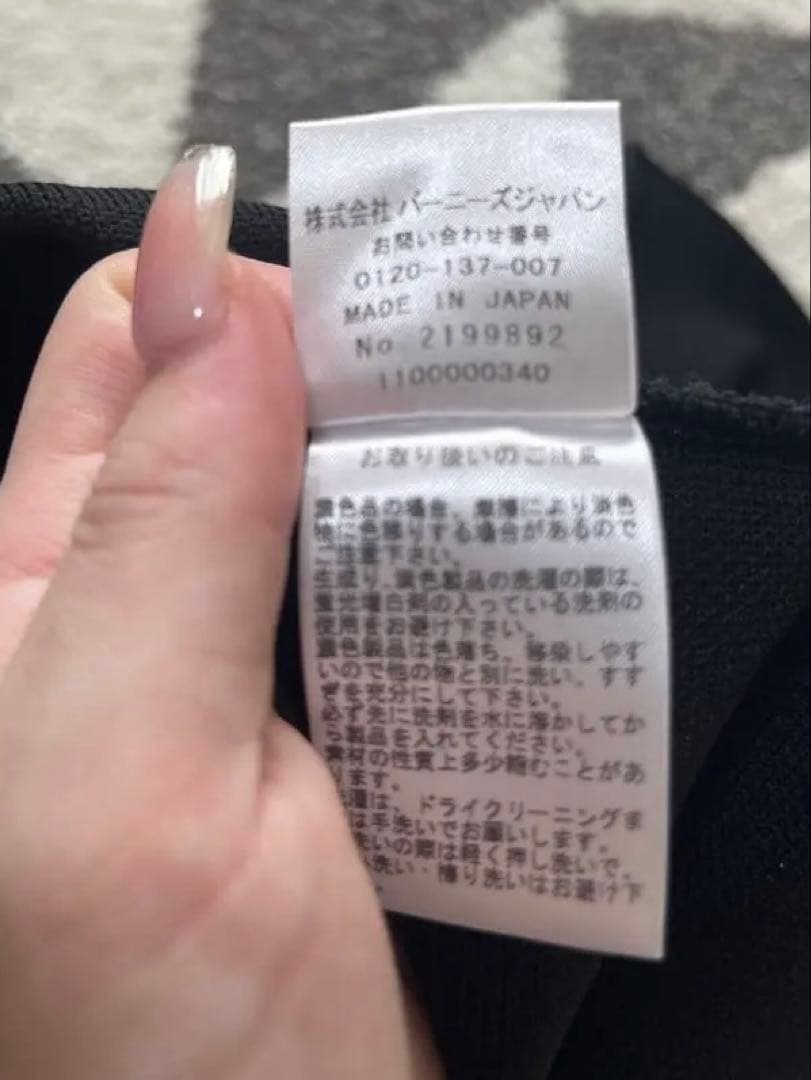 株式会社 バーニーズジャパン
お問い合わせ番号
0120-137-007
MADE IN JAPAN
No 2199892
1100000340
お取り扱いのご注意
濃色品の場合、摩擦により淡色
物に色移りする場合があるので
ご注意下さい。
生成り、淡色製品の洗濯の際は、
蛍光増白剤の入っている洗剤の
使用をお避け下さい。
濃色製品は色落ち、移染しやす
いので他の物と別に洗い、すす
ぎを充分にして下さい。
必ず先に洗剤を水に溶かしてか
ら製品を入れてください。
素材の性質上多少縮むことがあ
ります。
濯は、ドライクリーニングま
は手洗いでお願いします。
洗いの際は軽く押し洗いで、
洗い・擦り洗いはお避け下